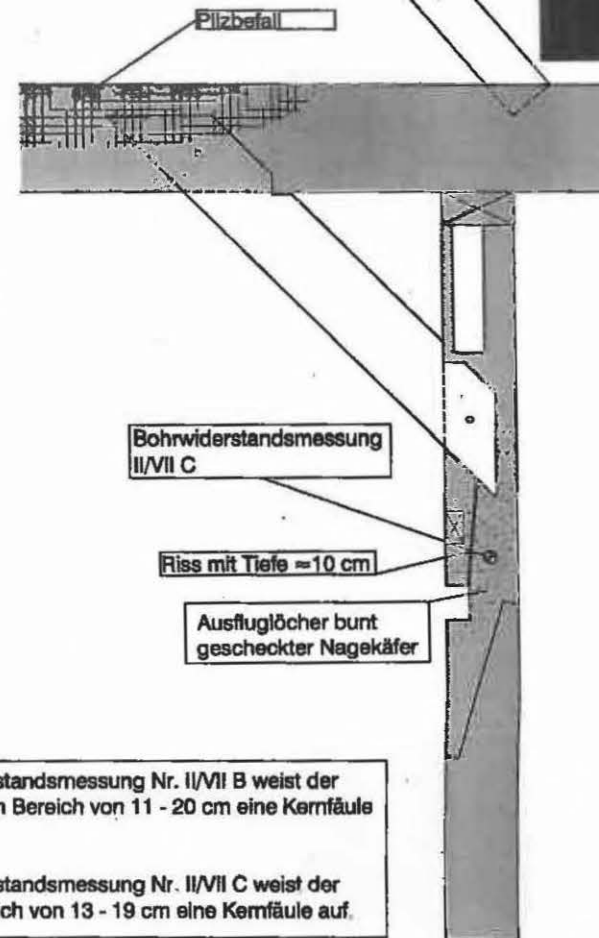 Pilzbefall
Bohrwiderstandsmessung
II/VII C
Riss mit Tiefe ≈10 cm
Ausfluglöcher bunt
gescheckter Nagekäfer
standsmessung Nr. II/VII B weist der
Bereich von 11 - 20 cm eine Kernfäule
standsmessung Nr. II/VII C weist der
ch von 13 - 19 cm eine Kernfäule auf.